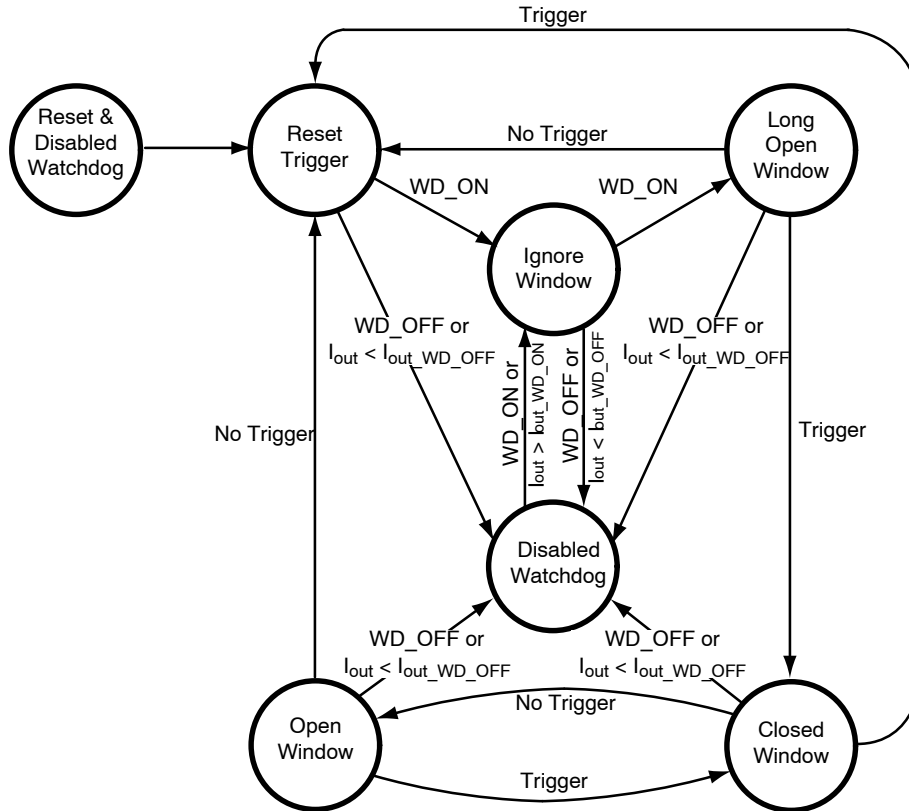 Trigger
Reset &
Disabled
Watchdog
Reset
Trigger
No Trigger
Long
Open
Window
WD_ON
WD_ON
Ignore
Window
WD_OFF or
Iout < Iout_WD_OFF
WD_ON or
Iout > Iout_WD_ON
WD_OFF or
Iout < Iout_WD_OFF
WD_OFF or
Iout < Iout_WD_OFF
No Trigger
Trigger
Disabled
Watchdog
WD_OFF or
Iout < Iout_WD_OFF
WD_OFF or
Iout < Iout_WD_OFF
No Trigger
Open
Window
Closed
Window
Trigger